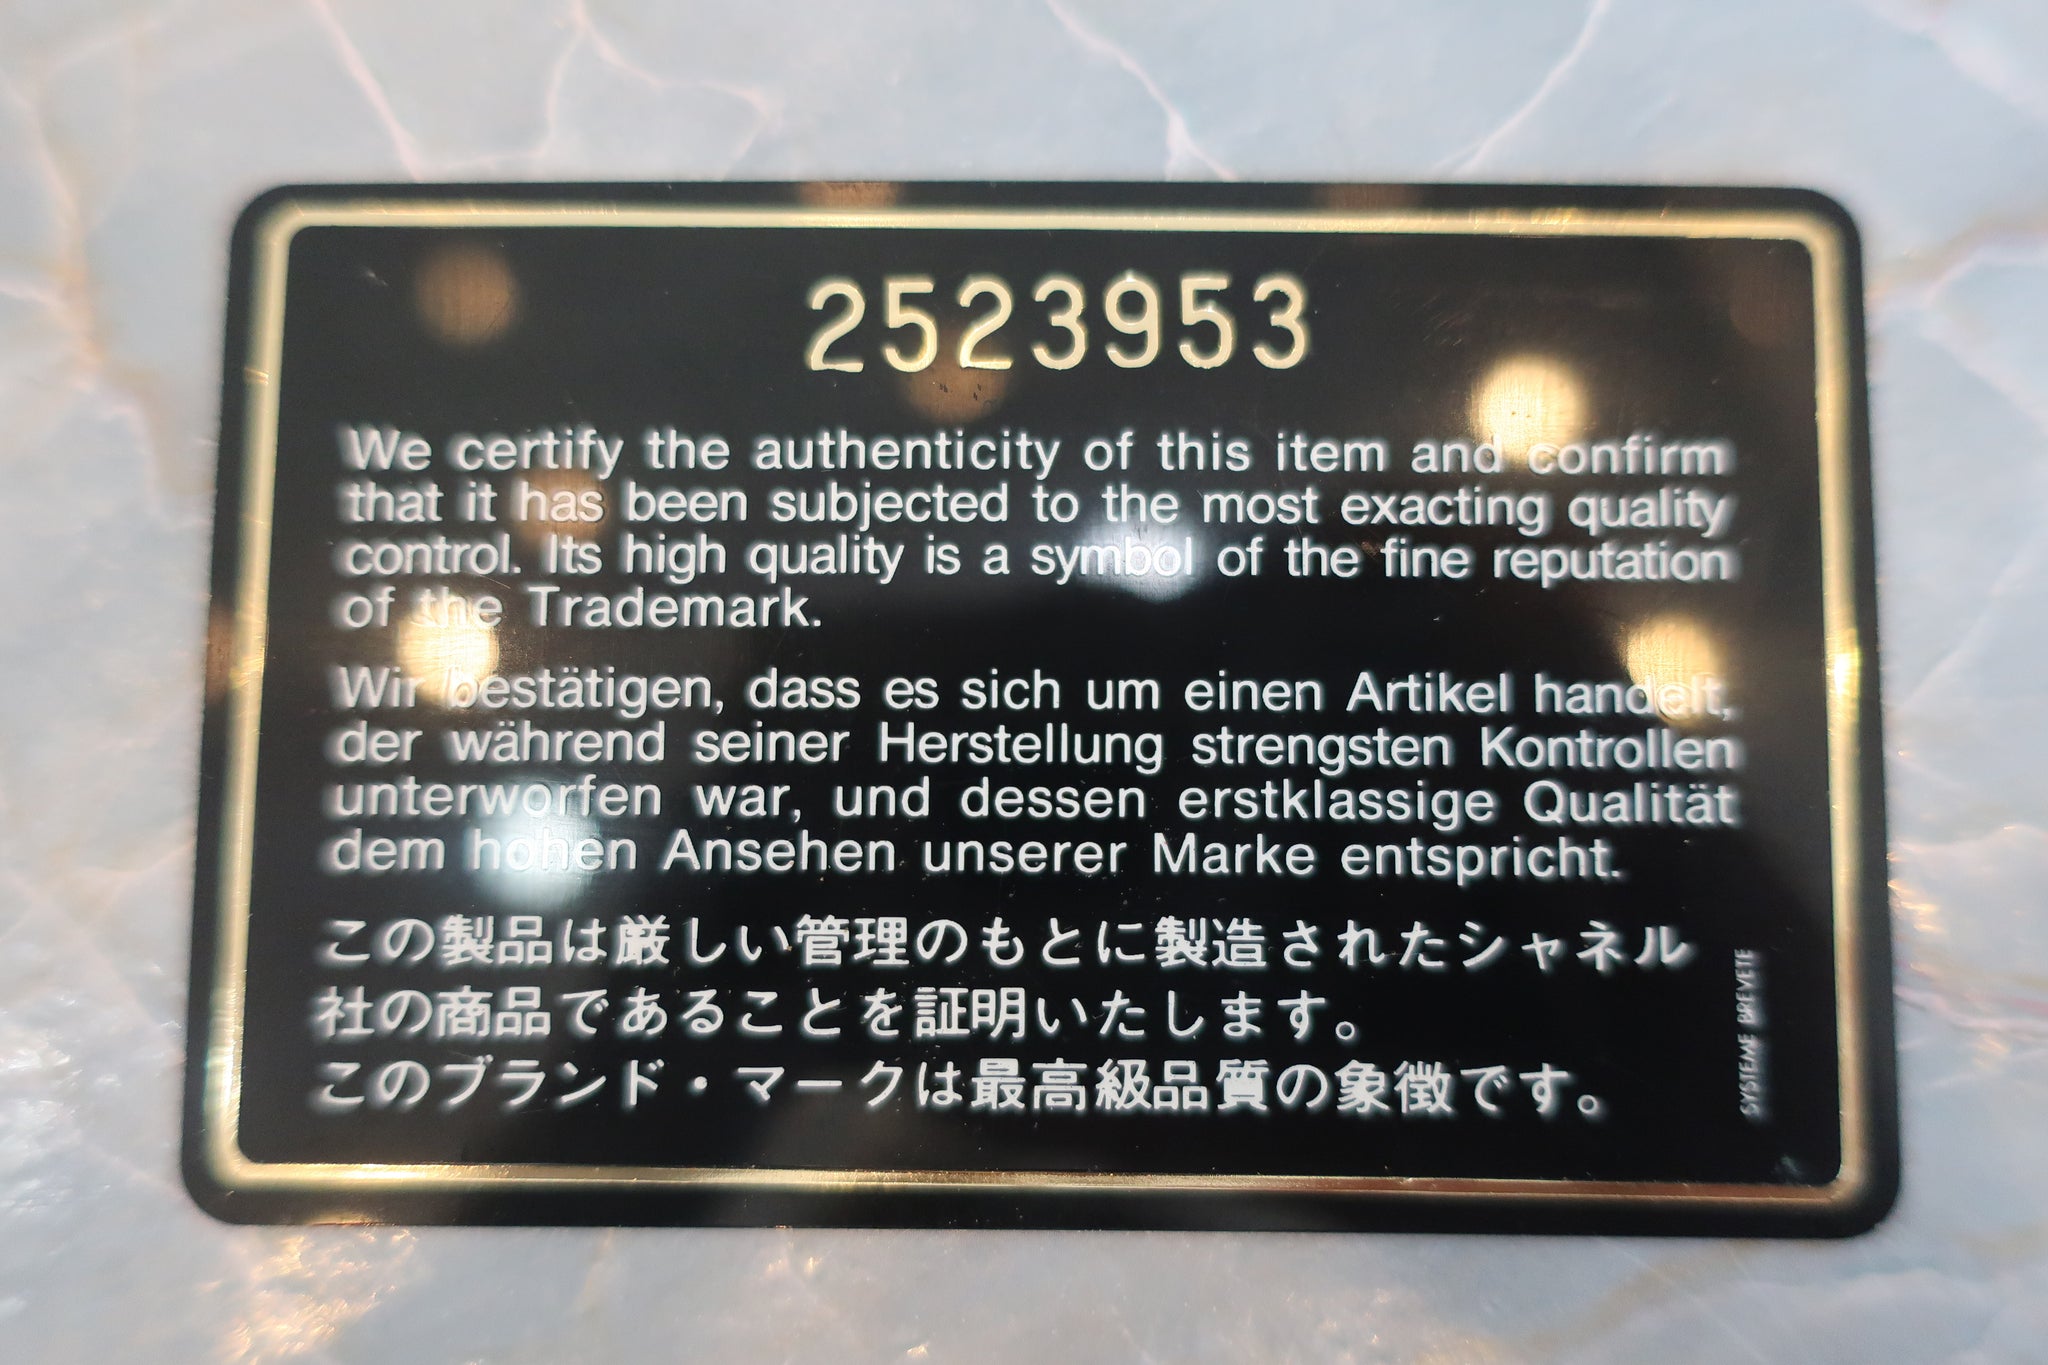 2523953
We certify the authenticity of this item and confirm
that it has been subjected to the most exacting quality
control. Its high quality is a symbol of the fine reputation
of the Trademark.
Wir bestätigen, dass es sich um einen Artikel handelt,
der während seiner Herstellung strengsten Kontrollen
unterworfen war, und dessen erstklassige Qualität
dem hohen Ansehen unserer Marke entspricht.
この製品は厳しい管理のもとに製造されたシャネル
社の商品であることを証明いたします。
このブランド・マークは最高級品質の象徴です。
SYSTEME BREVETE